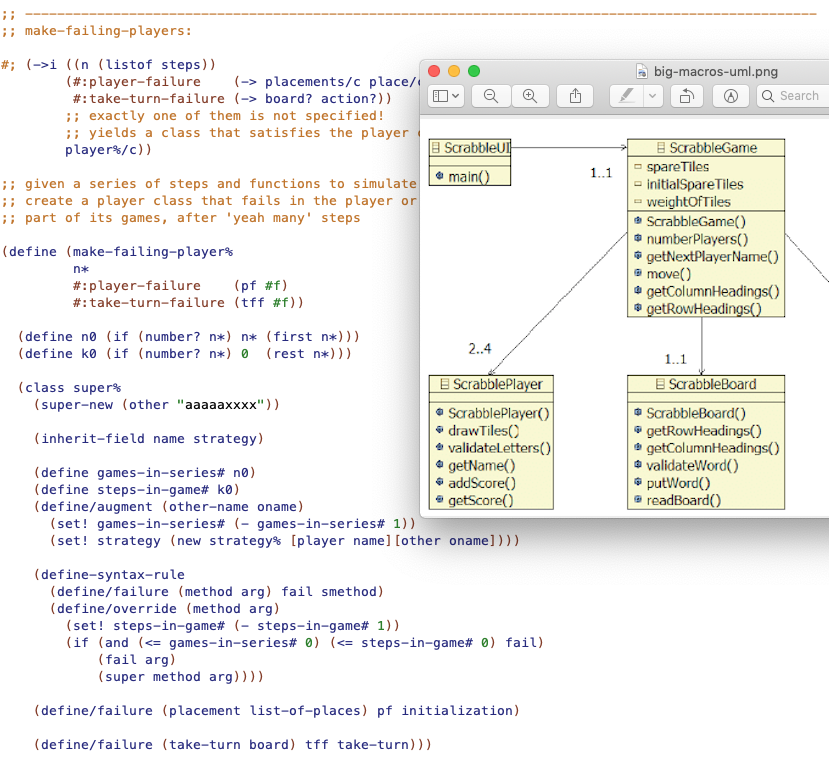 ;; ――――――――――――――――――――――――――――――――――――――――
;; make-failing-players:
#; (->i ((n (listof steps))
(#:player-failure (-> placements/c place/
#:take-turn-failure (-> board? action?))
;; exactly one of them is not specified!
;; yields a class that satisfies the player
player%/c))
;; given a series of steps and functions to simulate
;; create a player class that fails in the player or
;; part of its games, after 'yeah many' steps
(define (make-failing-player%
n*
#:player-failure (pf #f)
#:take-turn-failure (tff #f))
(define n0 (if (number? n*) n* (first n*)))
(define k0 (if (number? n*) 0 (rest n*)))
(class super%
(super-new (other "aaaaaxxxx"))
(inherit-field name strategy)
(define games-in-series# n0)
(define steps-in-game# k0)
(define/augment (other-name oname)
(set! games-in-series# (- games-in-series# 1))
(set! strategy (new strategy% [player name][other oname])))
(define-syntax-rule
(define/failure (method arg) fail smethod)
(define/override (method arg)
(set! steps-in-game# (- steps-in-game# 1))
(if (and (<= games-in-series# 0) (<= steps-in-game# 0) fail)
(fail arg)
(super method arg))))
(define/failure (placement list-of-places) pf initialization)
(define/failure (take-turn board) tff take-turn)))
big-macros-uml.png
Search
ScrabbleUI
main()
1..1
ScrabbleGame
spareTiles
initialSpareTiles
weightOfTiles
ScrabbleGame()
numberPlayers()
getNextPlayerName()
move()
getColumnHeadings()
getRowHeadings()
2..4
1..1
ScrabblePlayer
ScrabblePlayer()
drawTiles()
validateLetters()
getName()
addScore()
getScore()
ScrabbleBoard
ScrabbleBoard()
getRowHeadings()
getColumnHeadings()
validateWord()
putWord()
readBoard()